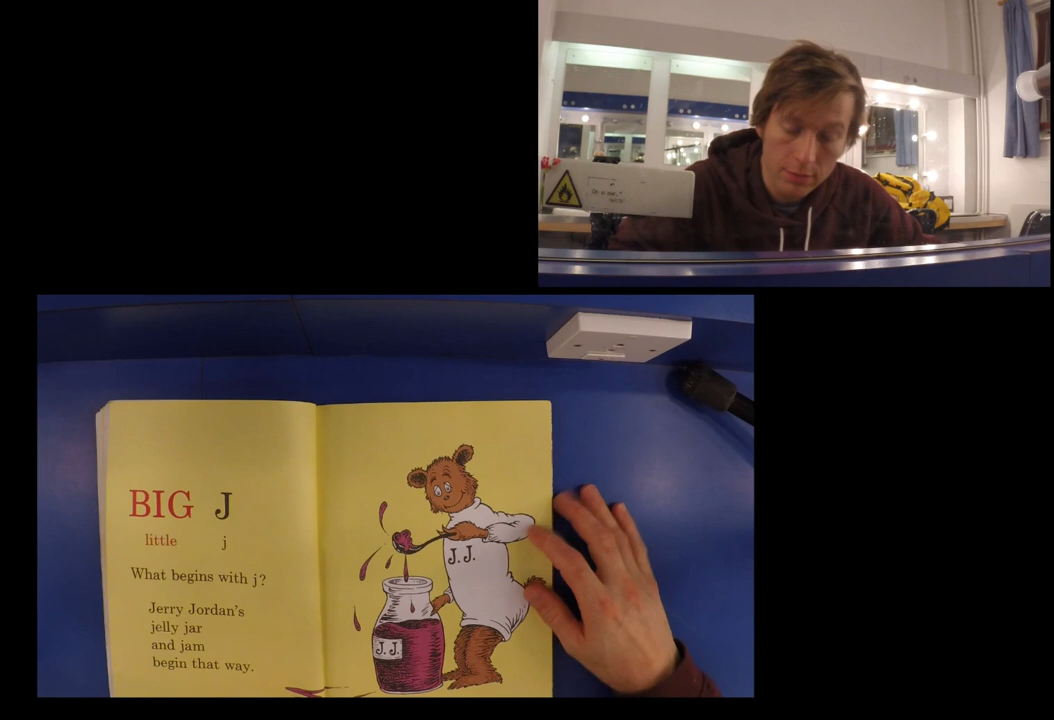 BIG J
little j
What begins with j?
Jerry Jordan's
jelly jar
and jam
begin that way.
J.J.
J.J.